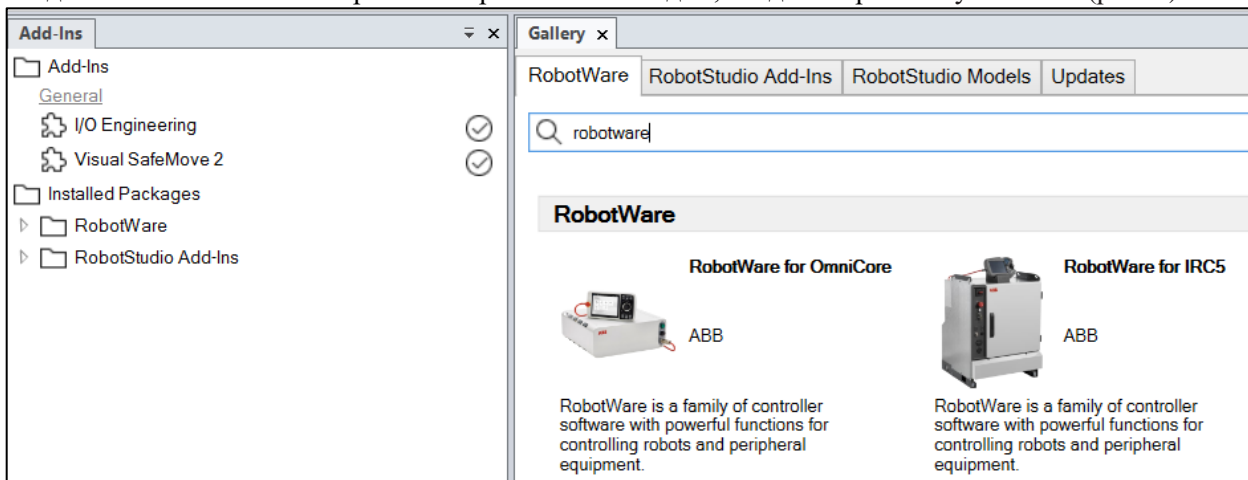 Add-Ins
Add-Ins
General
I/O Engineering
Visual SafeMove 2
Installed Packages
RobotWare
RobotStudio Add-Ins
Gallery
RobotWare RobotStudio Add-Ins RobotStudio Models Updates
robotware
RobotWare
RobotWare for OmniCore
ABB
RobotWare is a family of controller
software with powerful functions for
controlling robots and peripheral
equipment.
RobotWare for IRC5
ABB
RobotWare is a family of controller
software with powerful functions for
controlling robots and peripheral
equipment.